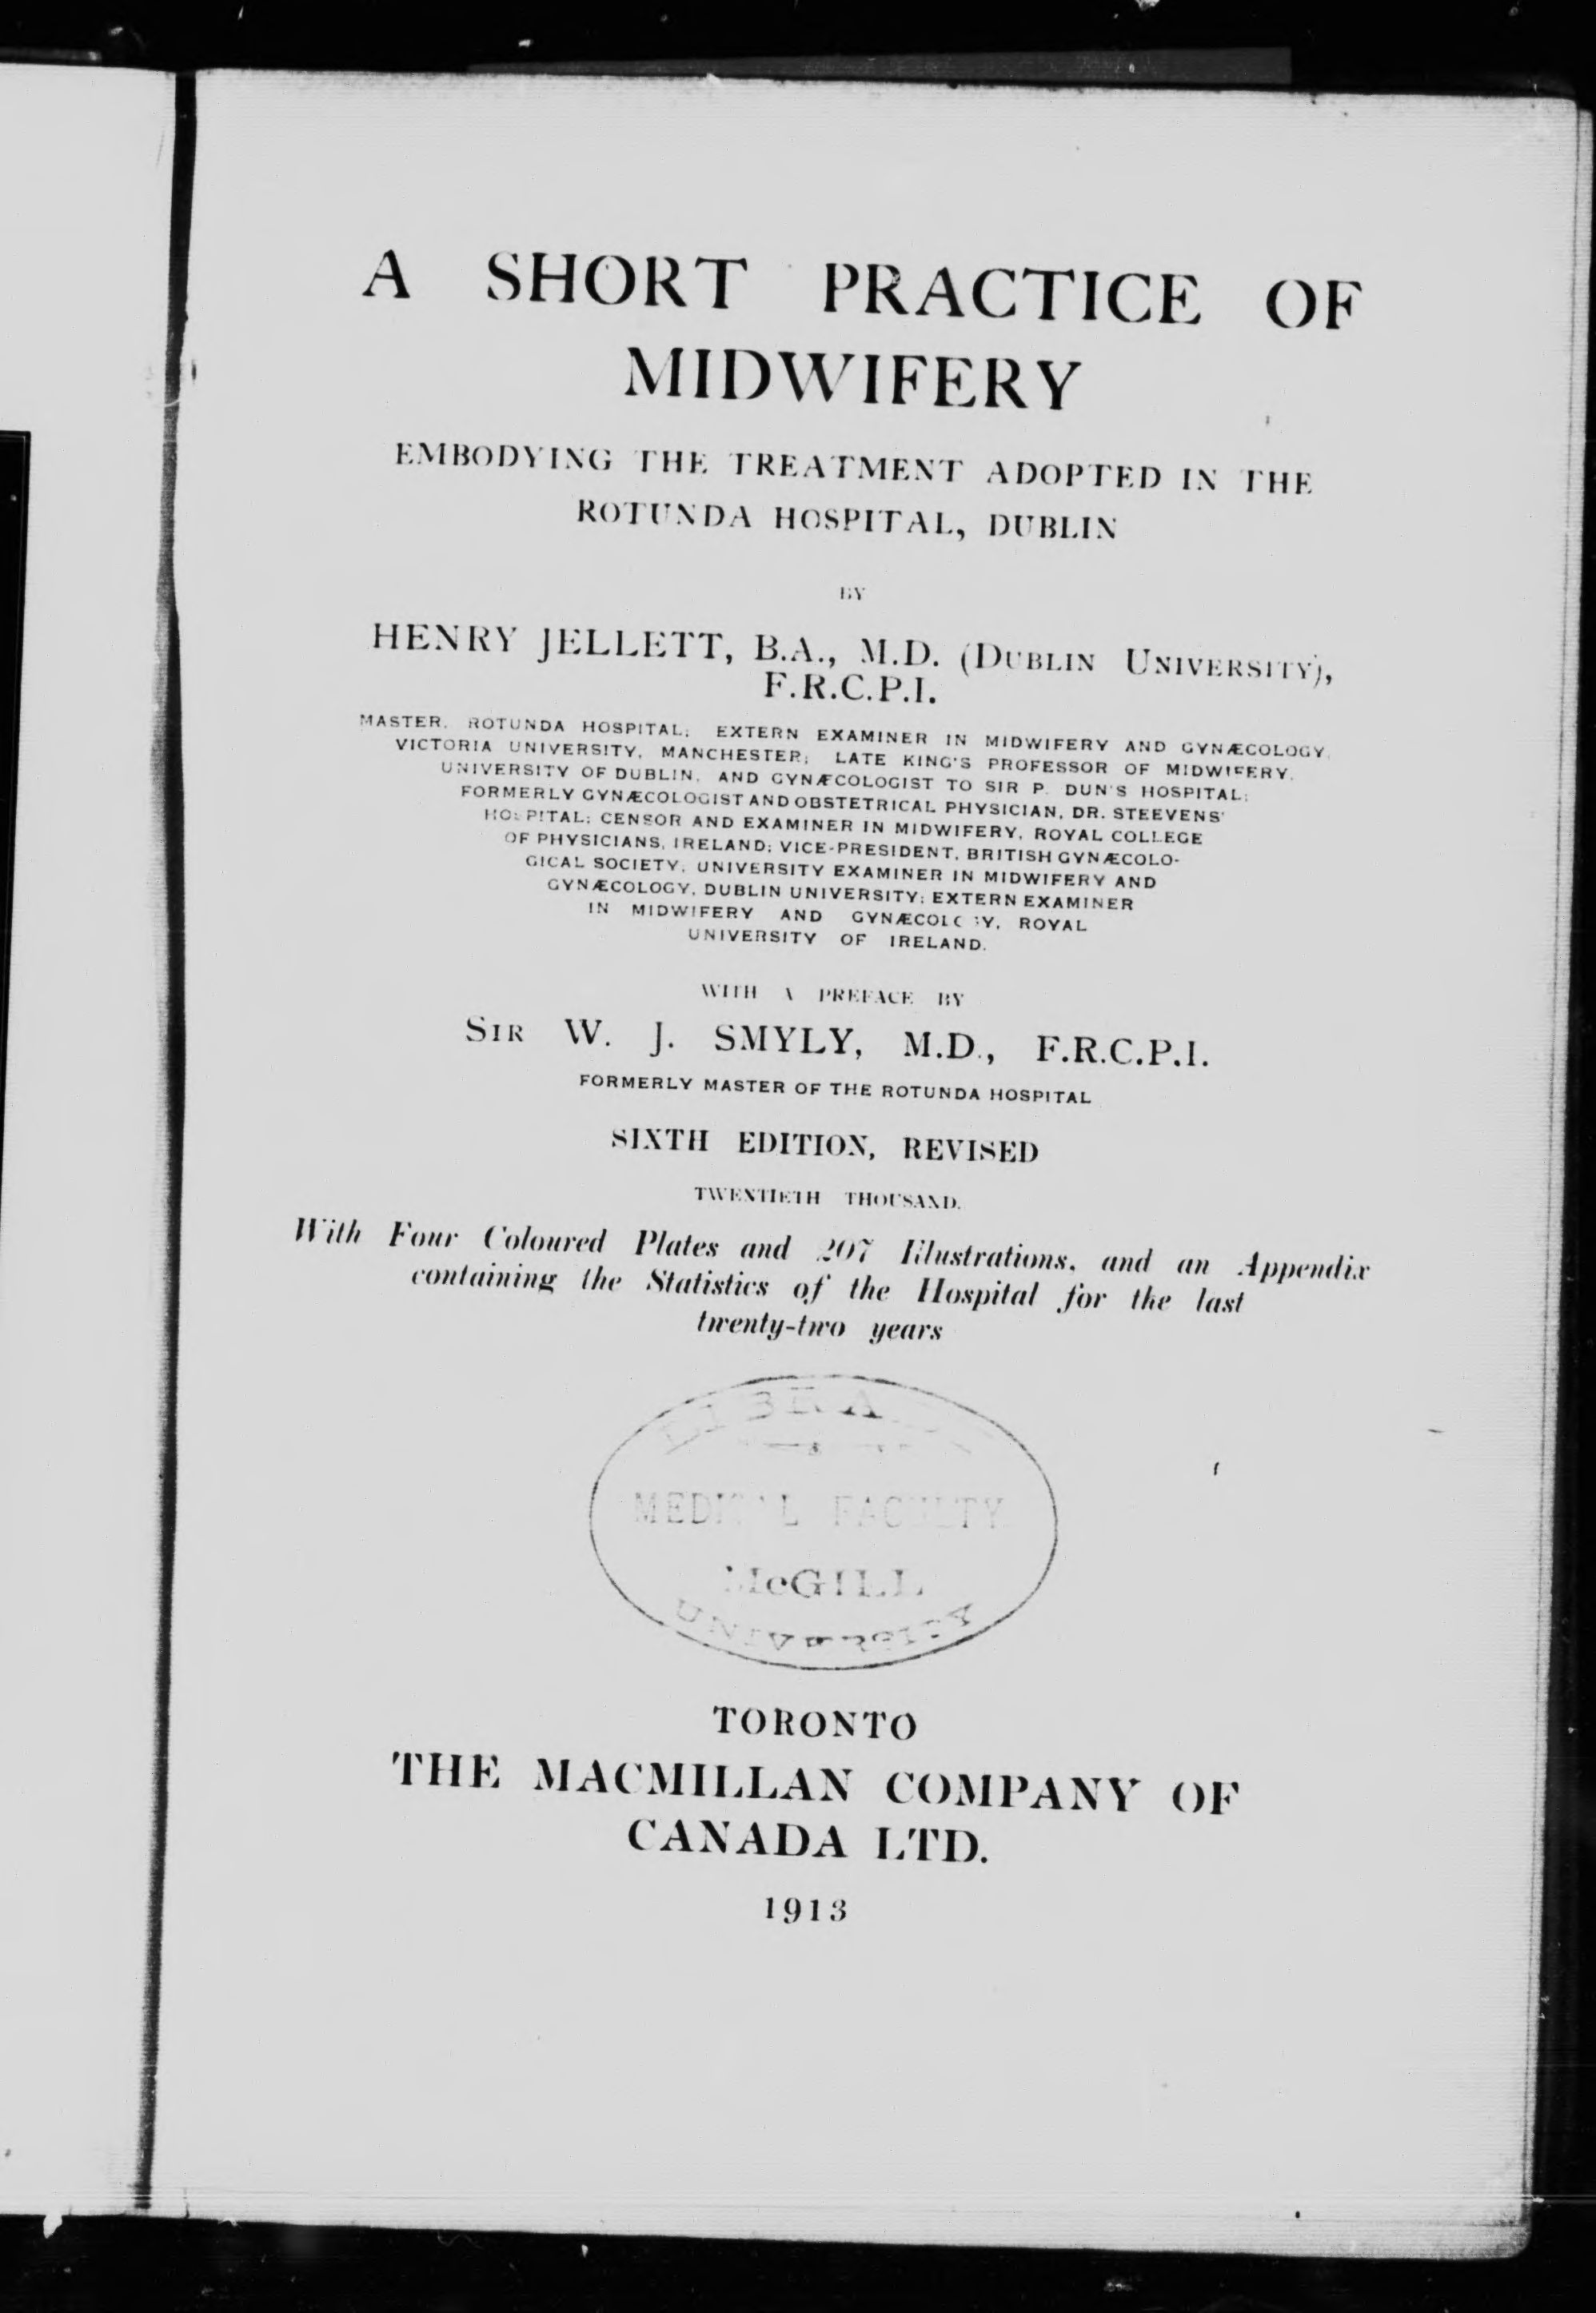 A SHORT PRACTICE OF
MIDWIFERY
EMBODYING THE TREATMENT ADOPTED IN THE
ROTUNDA HOSPITAL, DUBLIN
BY
HENRY JELLETT, B.A., M.D. (DUBLIN UNIVERSITY),
F.R.C.P.I.
MASTER, ROTUNDA HOSPITAL; EXTERN EXAMINER IN MIDWIFERY AND GYNÆCOLOGY,
VICTORIA UNIVERSITY, MANCHESTER; LATE KING'S PROFESSOR OF MIDWIFERY,
UNIVERSITY OF DUBLIN, AND GYNÆCOLOGIST TO SIR P. DUN'S HOSPITAL;
FORMERLY GYNÆCOLOGIST AND OBSTETRICAL PHYSICIAN, DR. STEEVENS'
HOSPITAL; CENSOR AND EXAMINER IN MIDWIFERY, ROYAL COLLEGE
OF PHYSICIANS, IRELAND; VICE-PRESIDENT, BRITISH GYNÆCOLO-
GICAL SOCIETY; UNIVERSITY EXAMINER IN MIDWIFERY AND
GYNÆCOLOGY, DUBLIN UNIVERSITY; EXTERN EXAMINER
IN MIDWIFERY AND GYNÆCOLOGY, ROYAL
UNIVERSITY OF IRELAND.
WITH A PREFACE BY
SIR W. J. SMYLY, M.D., F.R.C.P.I.
FORMERLY MASTER OF THE ROTUNDA HOSPITAL
SIXTH EDITION, REVISED
TWENTIETH THOUSAND.
With Four Coloured Plates and 207 Illustrations, and an Appendix
containing the Statistics of the Hospital for the last
twenty-two years
LIBRARY
MEDICAL FACULTY
McGILL
UNIVERSITY
TORONTO
THE MACMILLAN COMPANY OF
CANADA LTD.
1913